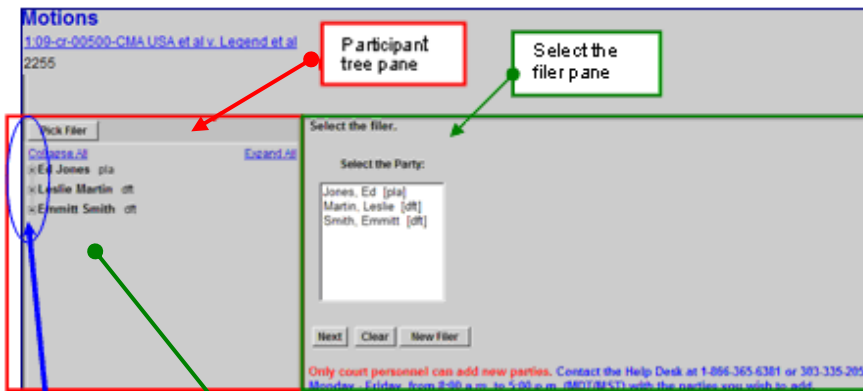 Motions
1:09-cr-00500-CMA USA et al v. Legend et al
2255
Participant
tree pane
Select the
filer pane
Pick Filer
Collapse All Expand All
Ed Jones pla
Leslie Martin dft
Emmitt Smith dft
Select the filer.
Select the Party:
Jones, Ed [pla]
Martin, Leslie [dft]
Smith, Emmitt [dft]
Next Clear New Filer
Only court personnel can add new parties. Contact the Help Desk at 1-866-365-6381 or 303-335-205
Monday - Friday, from 8:00 a.m. to 5:00 p.m. (MDT/MST) with the parties you wish to add.